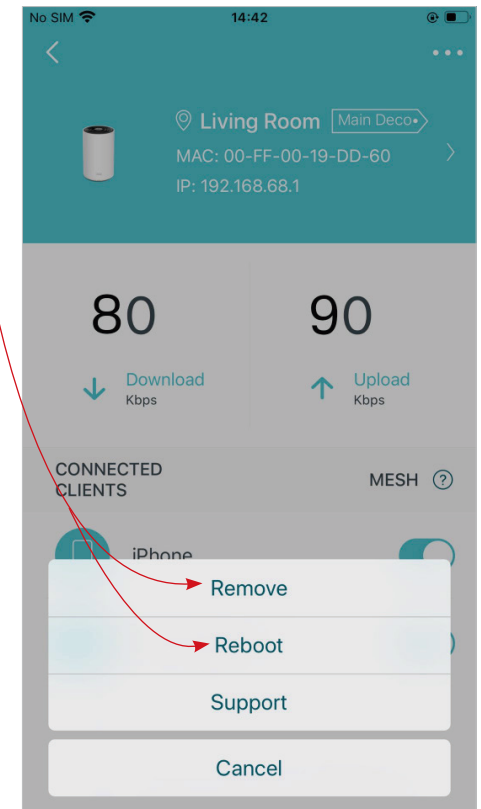 No SIM 14:42
Living Room Main Deco
MAC: 00-FF-00-19-DD-60
IP: 192.168.68.1
80 90
Download Upload
Kbps Kbps
CONNECTED
CLIENTS
MESH ?
iPhone
Remove
Reboot
Support
Cancel